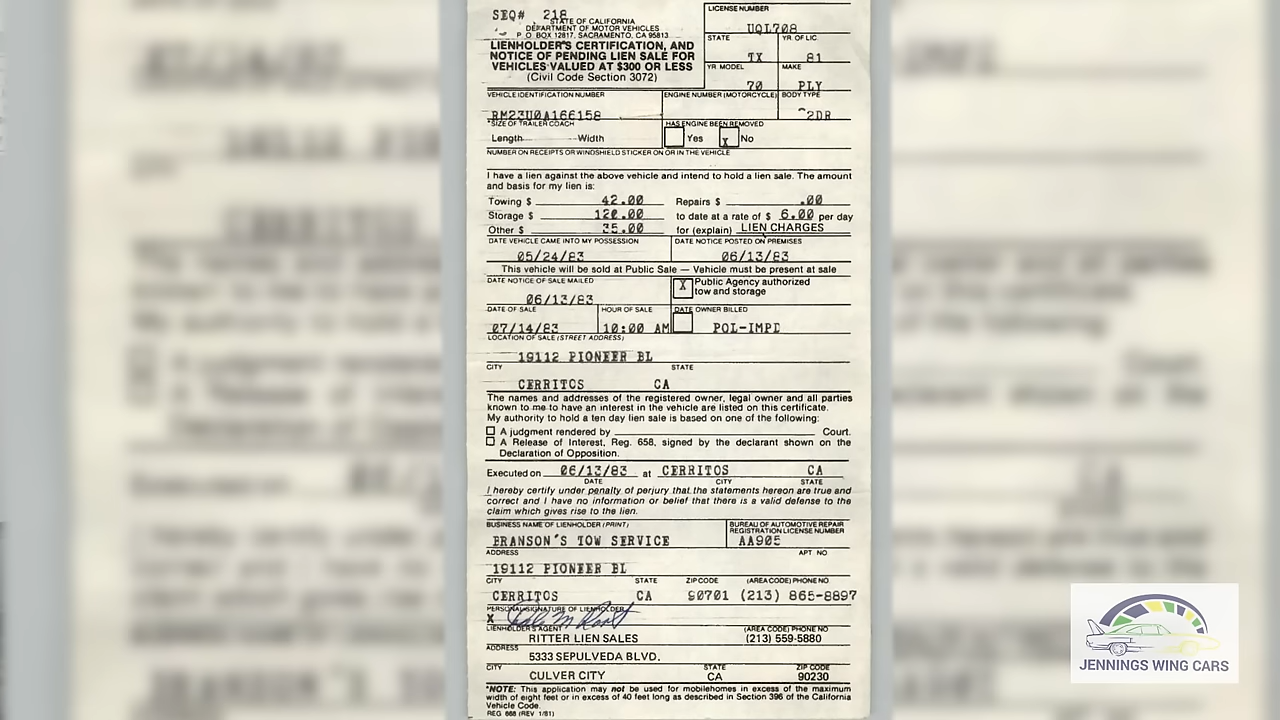 SEQ# 218
STATE OF CALIFORNIA
DEPARTMENT OF MOTOR VEHICLES
P. O. BOX 12817, SACRAMENTO, CA 95813
LIENHOLDER'S CERTIFICATION, AND
NOTICE OF PENDING LIEN SALE FOR
VEHICLES VALUED AT $300 OR LESS
(Civil Code Section 3072)
LICENSE NUMBER
UQL708
STATE YR. OF LIC.
TX 81
YR MODEL MAKE
70 PLY
VEHICLE IDENTIFICATION NUMBER ENGINE NUMBER (MOTORCYCLE) BODY TYPE
RM23U0A166158 2DR
*SIZE OF TRAILER COACH HAS ENGINE BEEN REMOVED
Length Width Yes X No
NUMBER ON RECEIPTS OR WINDSHIELD STICKER ON OR IN THE VEHICLE
I have a lien against the above vehicle and intend to hold a lien sale. The amount
and basis for my lien is:
Towing $ 42.00 Repairs $ .00
Storage $ 120.00 to date at a rate of $ 6.00 per day
Other $ 35.00 for (explain) LIEN CHARGES
DATE VEHICLE CAME INTO MY POSSESSION DATE NOTICE POSTED ON PREMISES
05/24/83 06/13/83
This vehicle will be sold at Public Sale — Vehicle must be present at sale
DATE NOTICE OF SALE MAILED X Public Agency authorized
06/13/83 tow and storage
DATE OF SALE HOUR OF SALE DATE OWNER BILLED
07/14/83 10:00 AM POL-IMPD
LOCATION OF SALE (STREET ADDRESS)
19112 PIONEER BL
CITY STATE
CERRITOS CA
The names and addresses of the registered owner, legal owner and all parties
known to me to have an interest in the vehicle are listed on this certificate.
My authority to hold a ten day lien sale is based on one of the following:
A judgment rendered by Court.
A Release of Interest, Reg. 658, signed by the declarant shown on the
Declaration of Opposition.
Executed on 06/13/83 at CERRITOS CA
DATE CITY STATE
I hereby certify under penalty of perjury that the statements hereon are true and
correct and I have no information or belief that there is a valid defense to the
claim which gives rise to the lien.
BUSINESS NAME OF LIENHOLDER (PRINT) BUREAU OF AUTOMOTIVE REPAIR
REGISTRATION LICENSE NUMBER
BRANSON'S TOW SERVICE AA905
ADDRESS APT NO
19112 PIONEER BL
CITY STATE ZIP CODE (AREA CODE) PHONE NO
CERRITOS CA 90701 (213) 865-8897
PERSONAL SIGNATURE OF LIENHOLDER
X
LIENHOLDER'S AGENT (AREA CODE) PHONE NO
RITTER LIEN SALES (213) 559-5880
ADDRESS
5333 SEPULVEDA BLVD.
CITY STATE ZIP CODE
CULVER CITY CA 90230
*NOTE: This application may not be used for mobilehomes in excess of the maximum
width of eight feet or in excess of 40 feet long as described in Section 396 of the California
Vehicle Code.
REG 668 (REV 1/81)
JENNINGS WING CARS